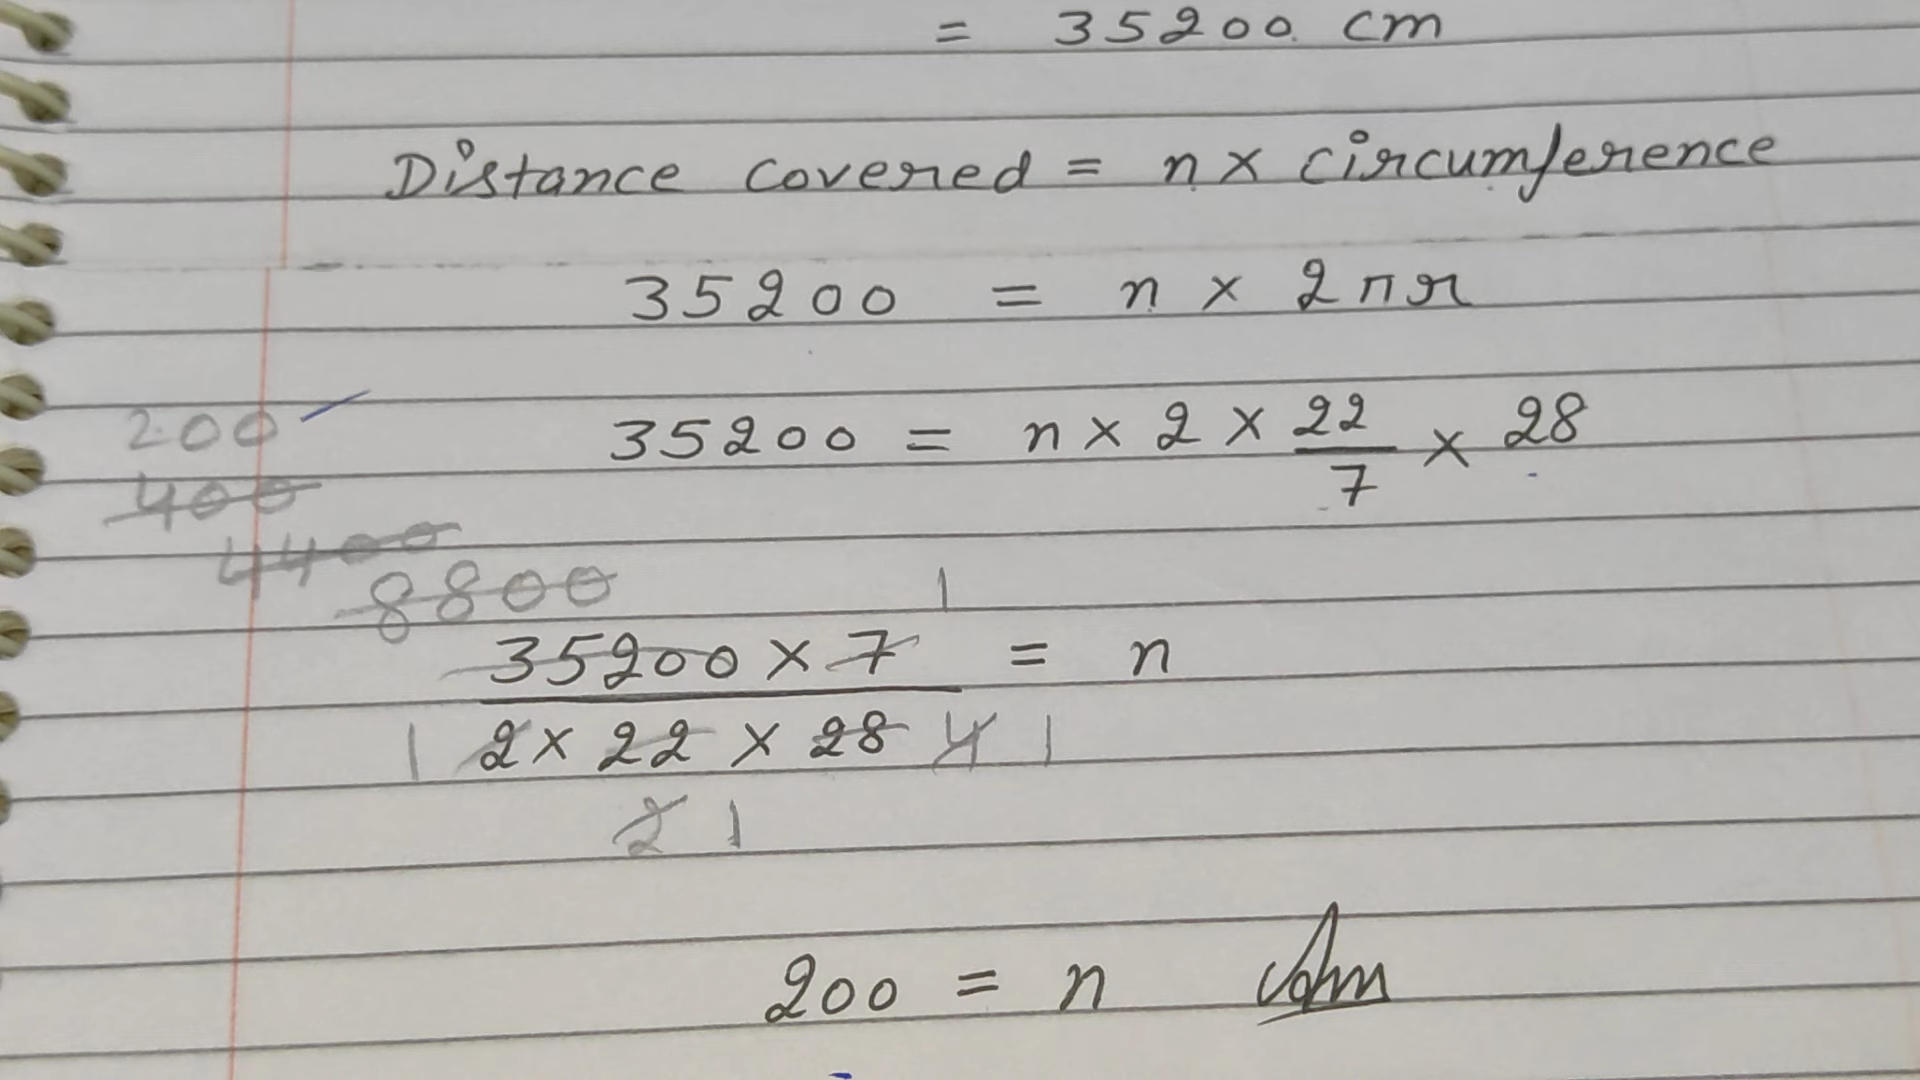 = 35200 cm
Distance covered = n × circumference
35200 = n × 2πr
35200 = n × 2 × 22/7 × 28
200
400
4400
8800
1
35200 × 7 = n
1 2 × 22 × 28 4 1
2 1
200 = n